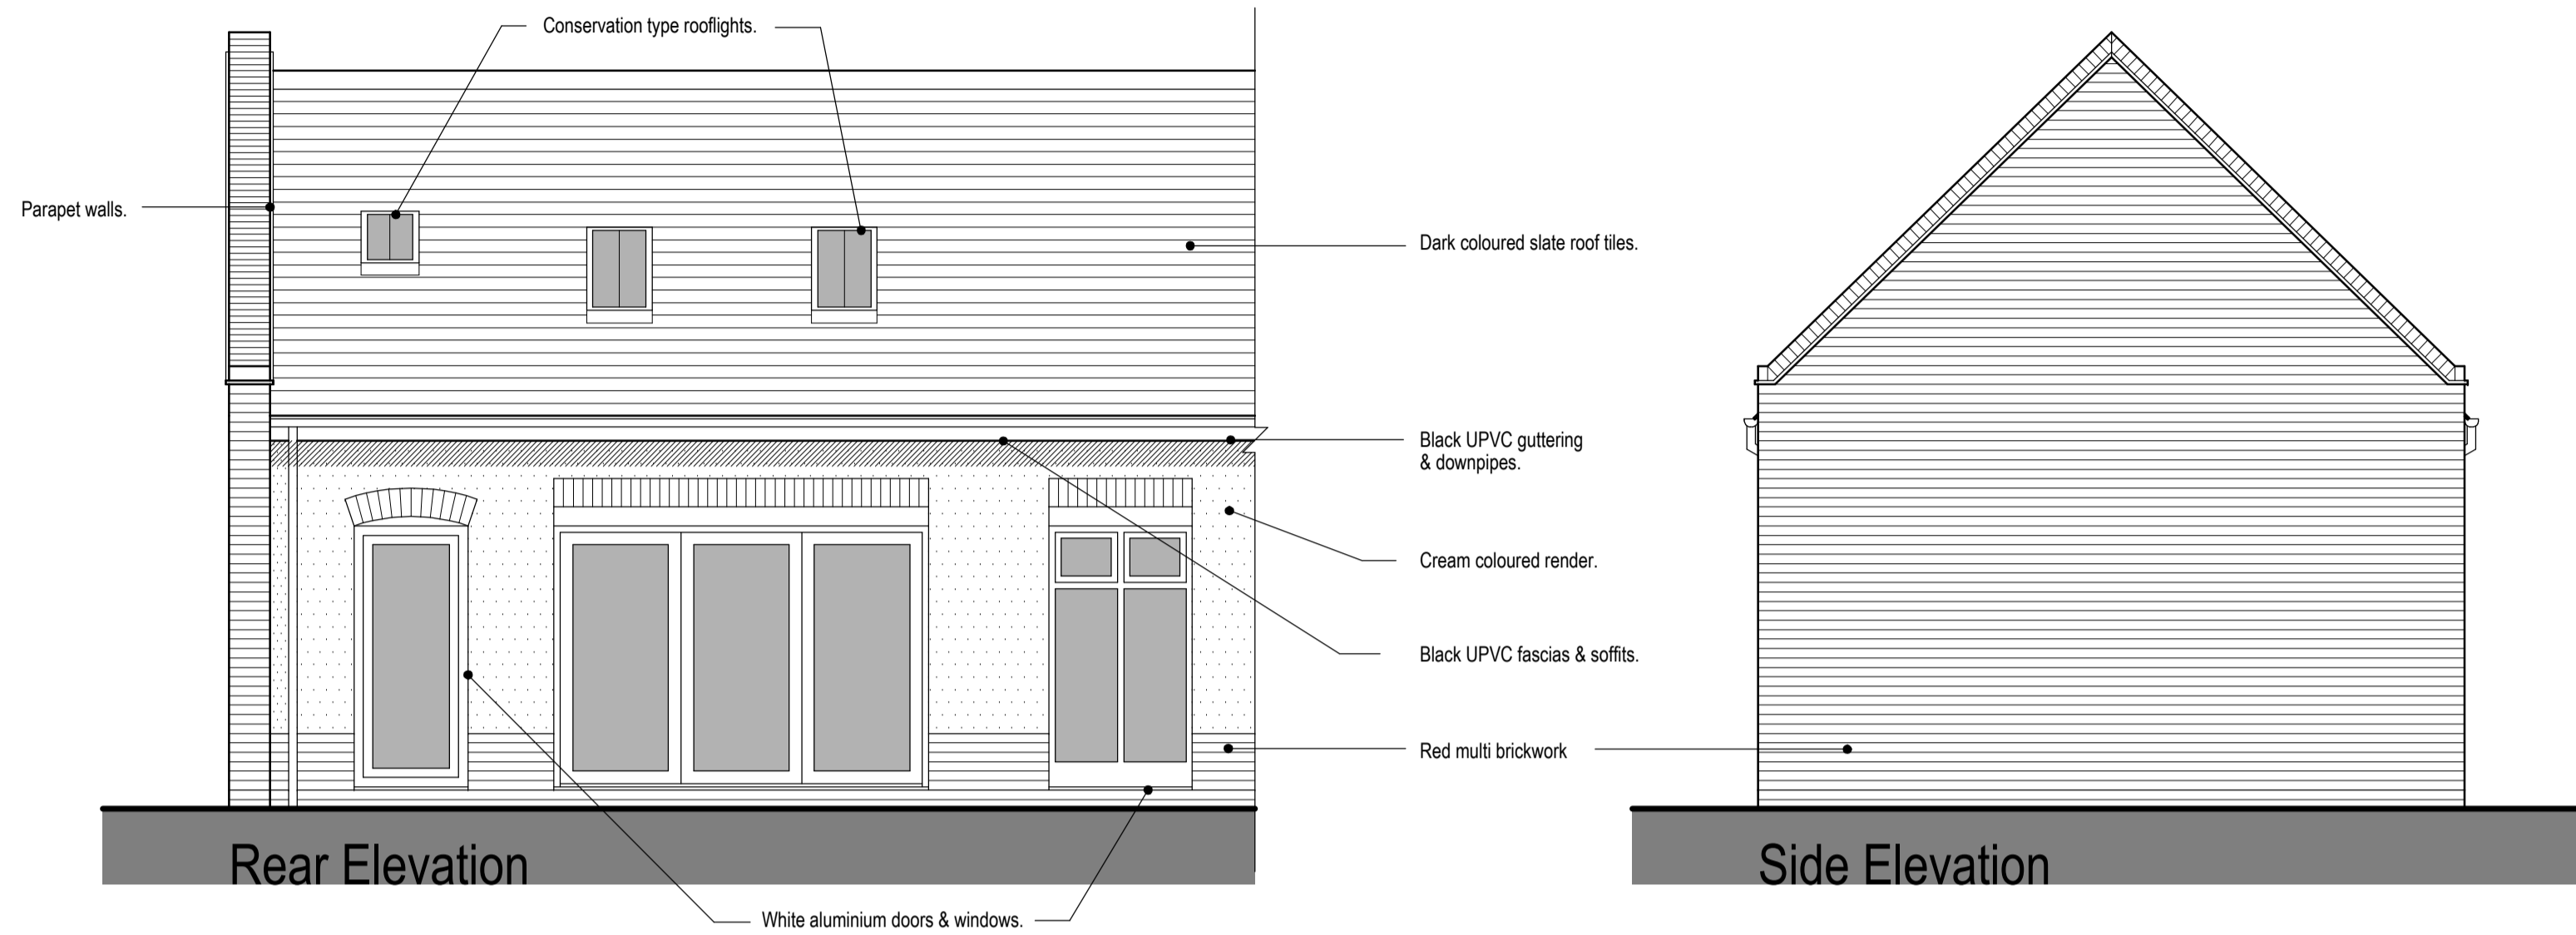 Conservation type rooflights.
Parapet walls.
Dark coloured slate roof tiles.
Black UPVC guttering
& downpipes.
Cream coloured render.
Black UPVC fascias & soffits.
Red multi brickwork
Rear Elevation
Side Elevation
White aluminium doors & windows.